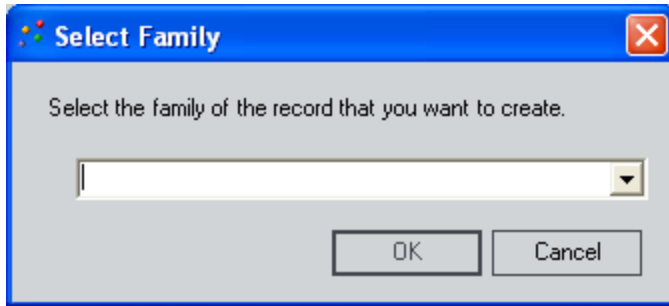 Select Family
Select the family of the record that you want to create.
OK
Cancel